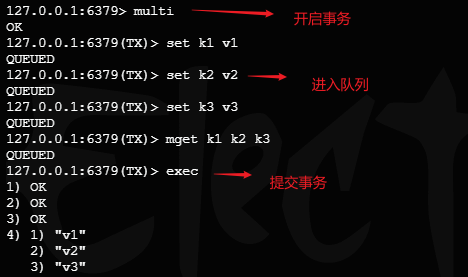 127.0.0.1:6379> multi 开启事务
OK
127.0.0.1:6379(TX)> set k1 v1
QUEUED
127.0.0.1:6379(TX)> set k2 v2 进入队列
QUEUED
127.0.0.1:6379(TX)> set k3 v3
QUEUED
127.0.0.1:6379(TX)> mget k1 k2 k3
QUEUED
127.0.0.1:6379(TX)> exec 提交事务
1) OK
2) OK
3) OK
4) 1) "v1"
2) "v2"
3) "v3"
Elect